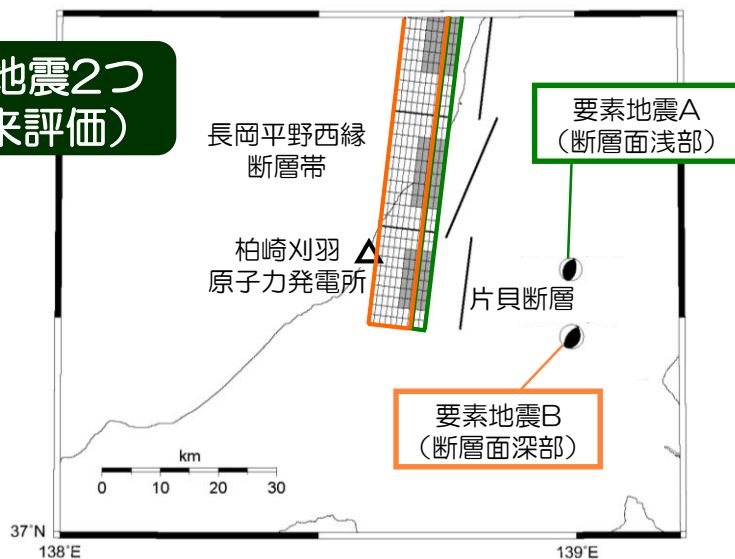 地震2つ
来評価）
要素地震A
（断層面浅部）
長岡平野西縁
断層帯
柏崎刈羽
原子力発電所
片貝断層
要素地震B
（断層面深部）
km
0 10 20 30
37°N
138°E
139°E